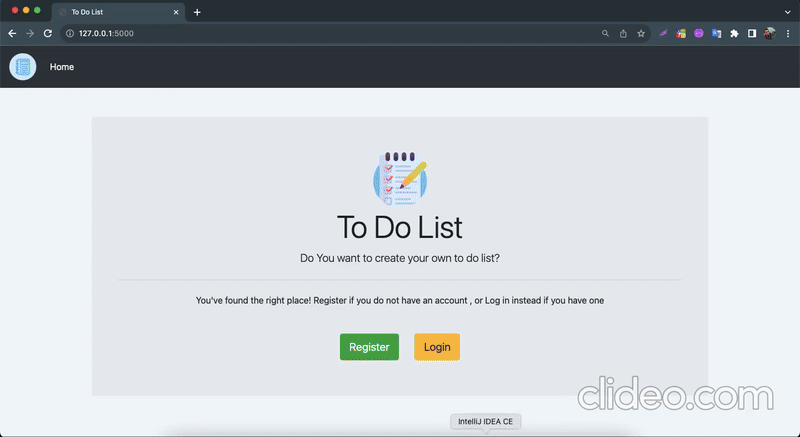 To Do List
127.0.0.1:5000
Home
To Do List
Do You want to create your own to do list?
You've found the right place! Register if you do not have an account , or Log in instead if you have one
Register
Login
clideo.com
IntelliJ IDEA CE